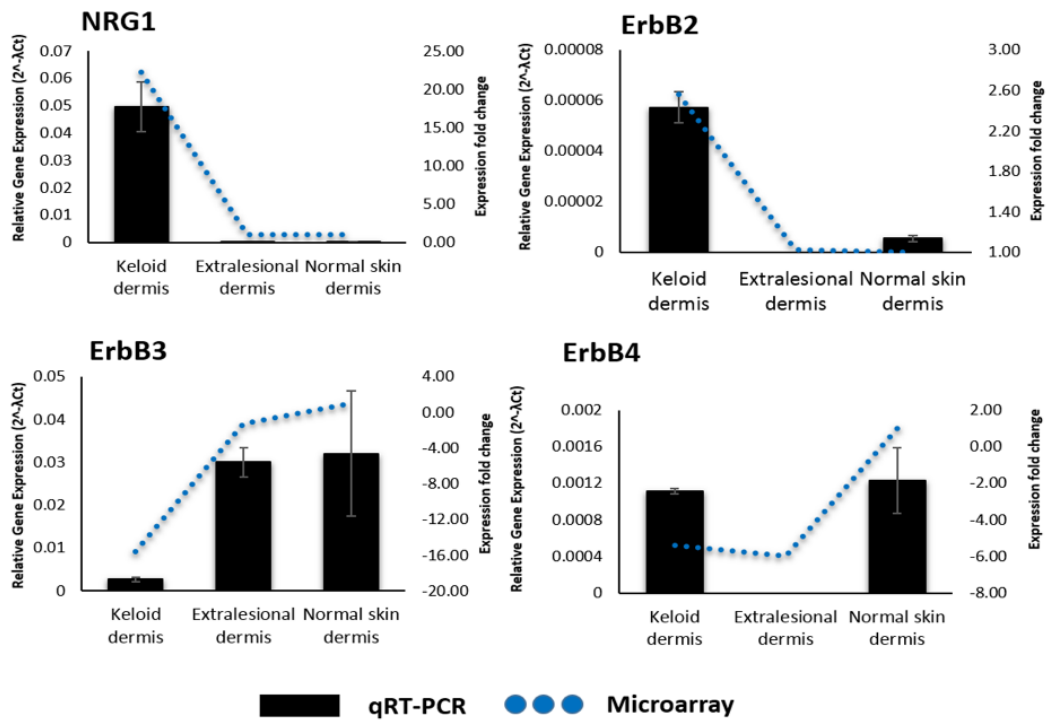 NRG1
Relative Gene Expression (2^-λCt)
0.07
0.06
0.05
0.04
0.03
0.02
0.01
0
25.00
20.00
15.00
10.00
5.00
0.00
Expression fold change
Keloid dermis
Extralesional dermis
Normal skin dermis
ErbB2
Relative Gene Expression (2^-λCt)
0.00008
0.00006
0.00004
0.00002
0
3.00
2.60
2.20
1.80
1.40
1.00
Expression fold change
Keloid dermis
Extralesional dermis
Normal skin dermis
ErbB3
Relative Gene Expression (2^-λCt)
0.05
0.04
0.03
0.02
0.01
0
4.00
0.00
-4.00
-8.00
-12.00
-16.00
-20.00
Expression fold change
Keloid dermis
Extralesional dermis
Normal skin dermis
ErbB4
Relative Gene Expression (2^-λCt)
0.002
0.0016
0.0012
0.0008
0.0004
0
2.00
0.00
-2.00
-4.00
-6.00
-8.00
Expression fold change
Keloid dermis
Extralesional dermis
Normal skin dermis
qRT-PCR
Microarray